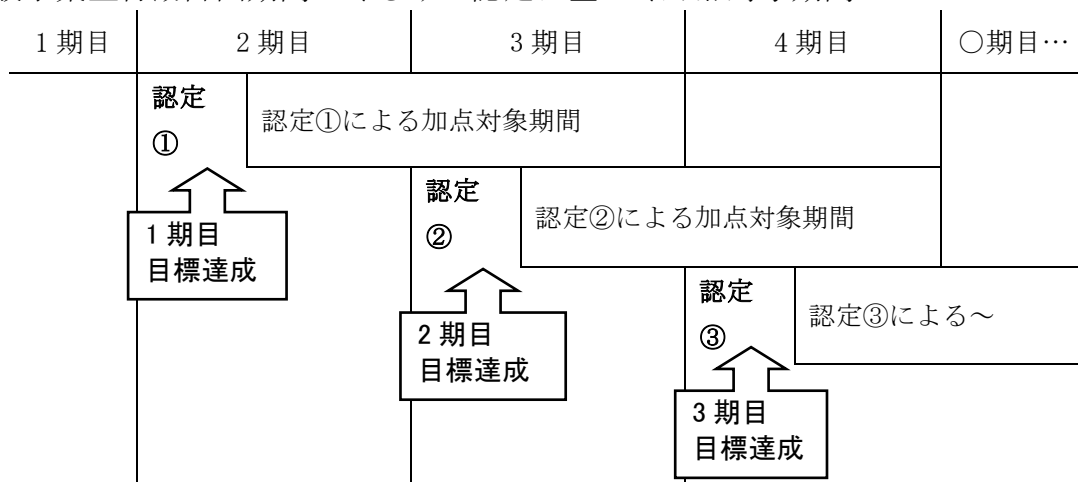 1期目
2期目
3期目
4期目
〇期目…
認定
①
認定①による加点対象期間
1期目
目標達成
認定
②
認定②による加点対象期間
2期目
目標達成
認定
③
認定③による～
3期目
目標達成